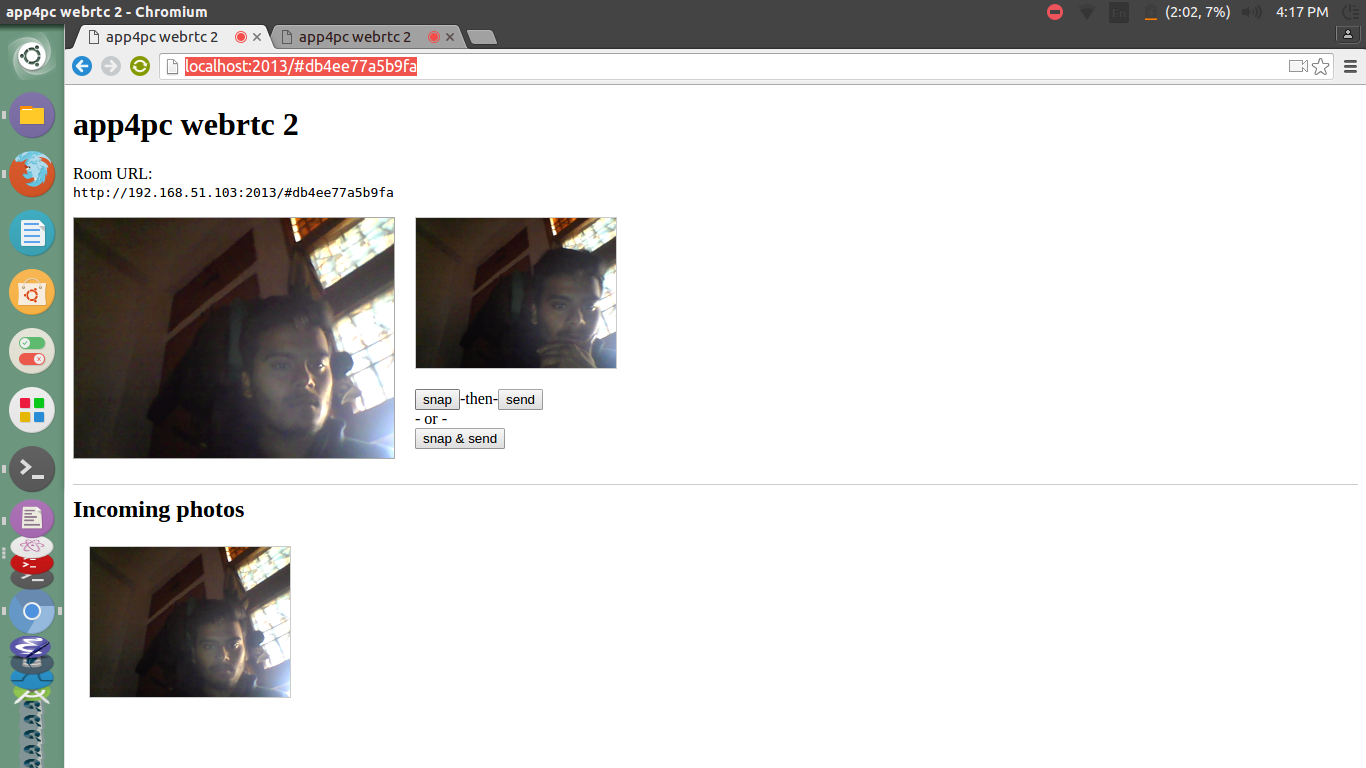 app4pc webrtc 2 - Chromium
(2:02, 7%) 4:17 PM
app4pc webrtc 2
app4pc webrtc 2
localhost:2013/#db4ee77a5b9fa
app4pc webrtc 2
Room URL:
http://192.168.51.103:2013/#db4ee77a5b9fa
snap-then-send
- or -
snap & send
Incoming photos